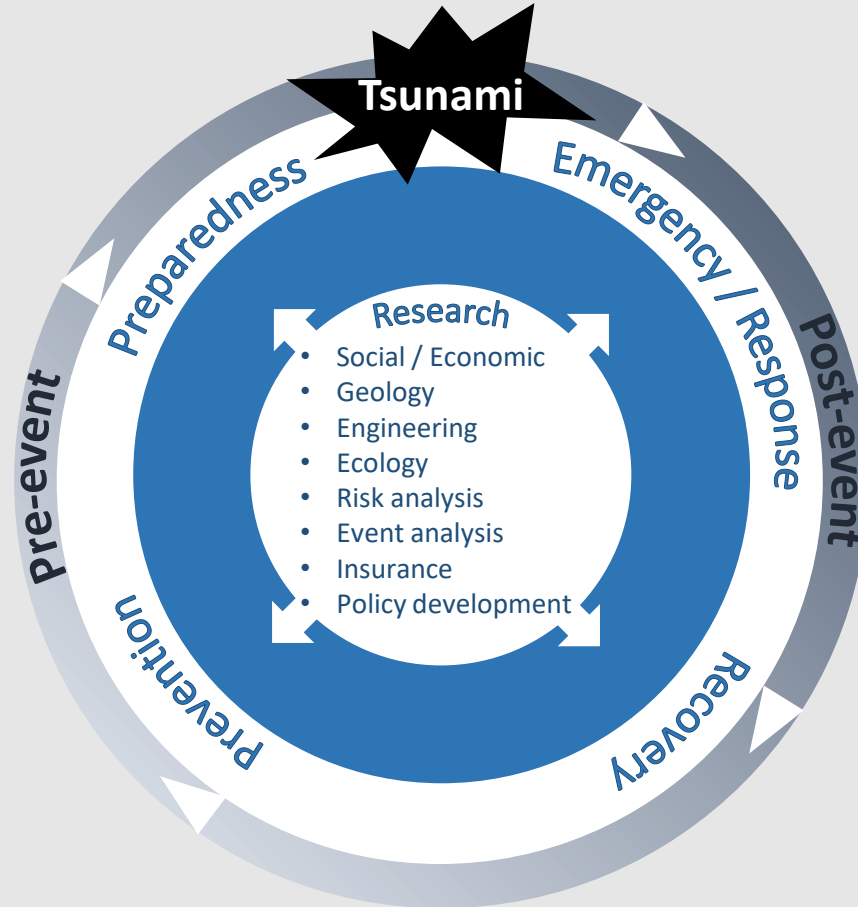 Tsunami
Preparedness
Emergency / Response
Pre-event
Post-event
Research
• Social / Economic
• Geology
• Engineering
• Ecology
• Risk analysis
• Event analysis
• Insurance
• Policy development
Prevention
Recovery